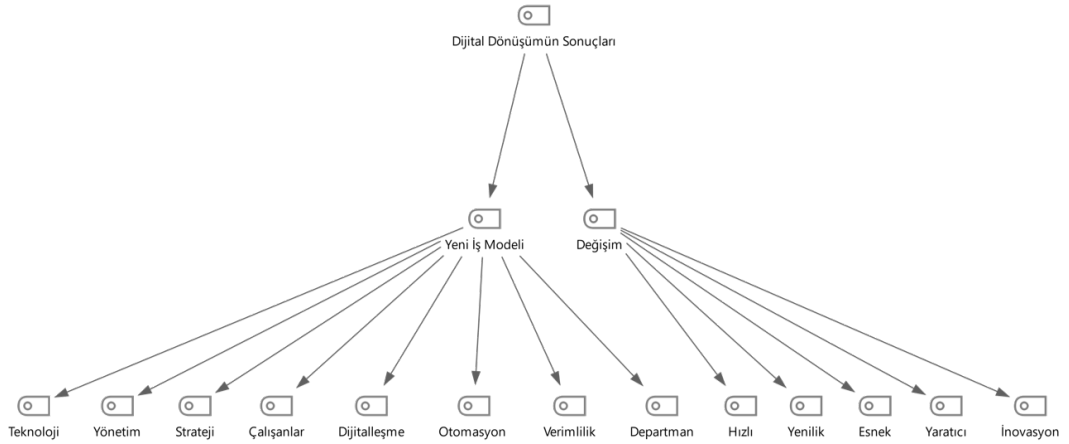 Dijital Dönüşümün Sonuçları
Yeni İş Modeli
Değişim
Teknoloji
Yönetim
Strateji
Çalışanlar
Dijitalleşme
Otomasyon
Verimlilik
Departman
Hızlı
Yenilik
Esnek
Yaratıcı
İnovasyon